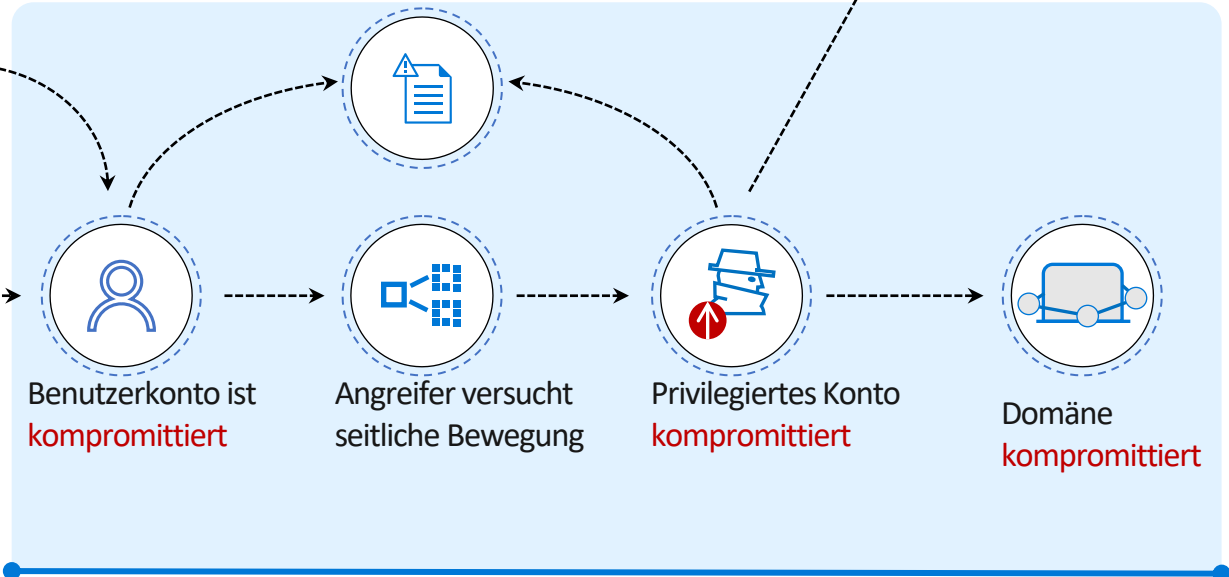 Benutzerkonto ist
kompromittiert
Angreifer versucht
seitliche Bewegung
Privilegiertes Konto
kompromittiert
Domäne
kompromittiert